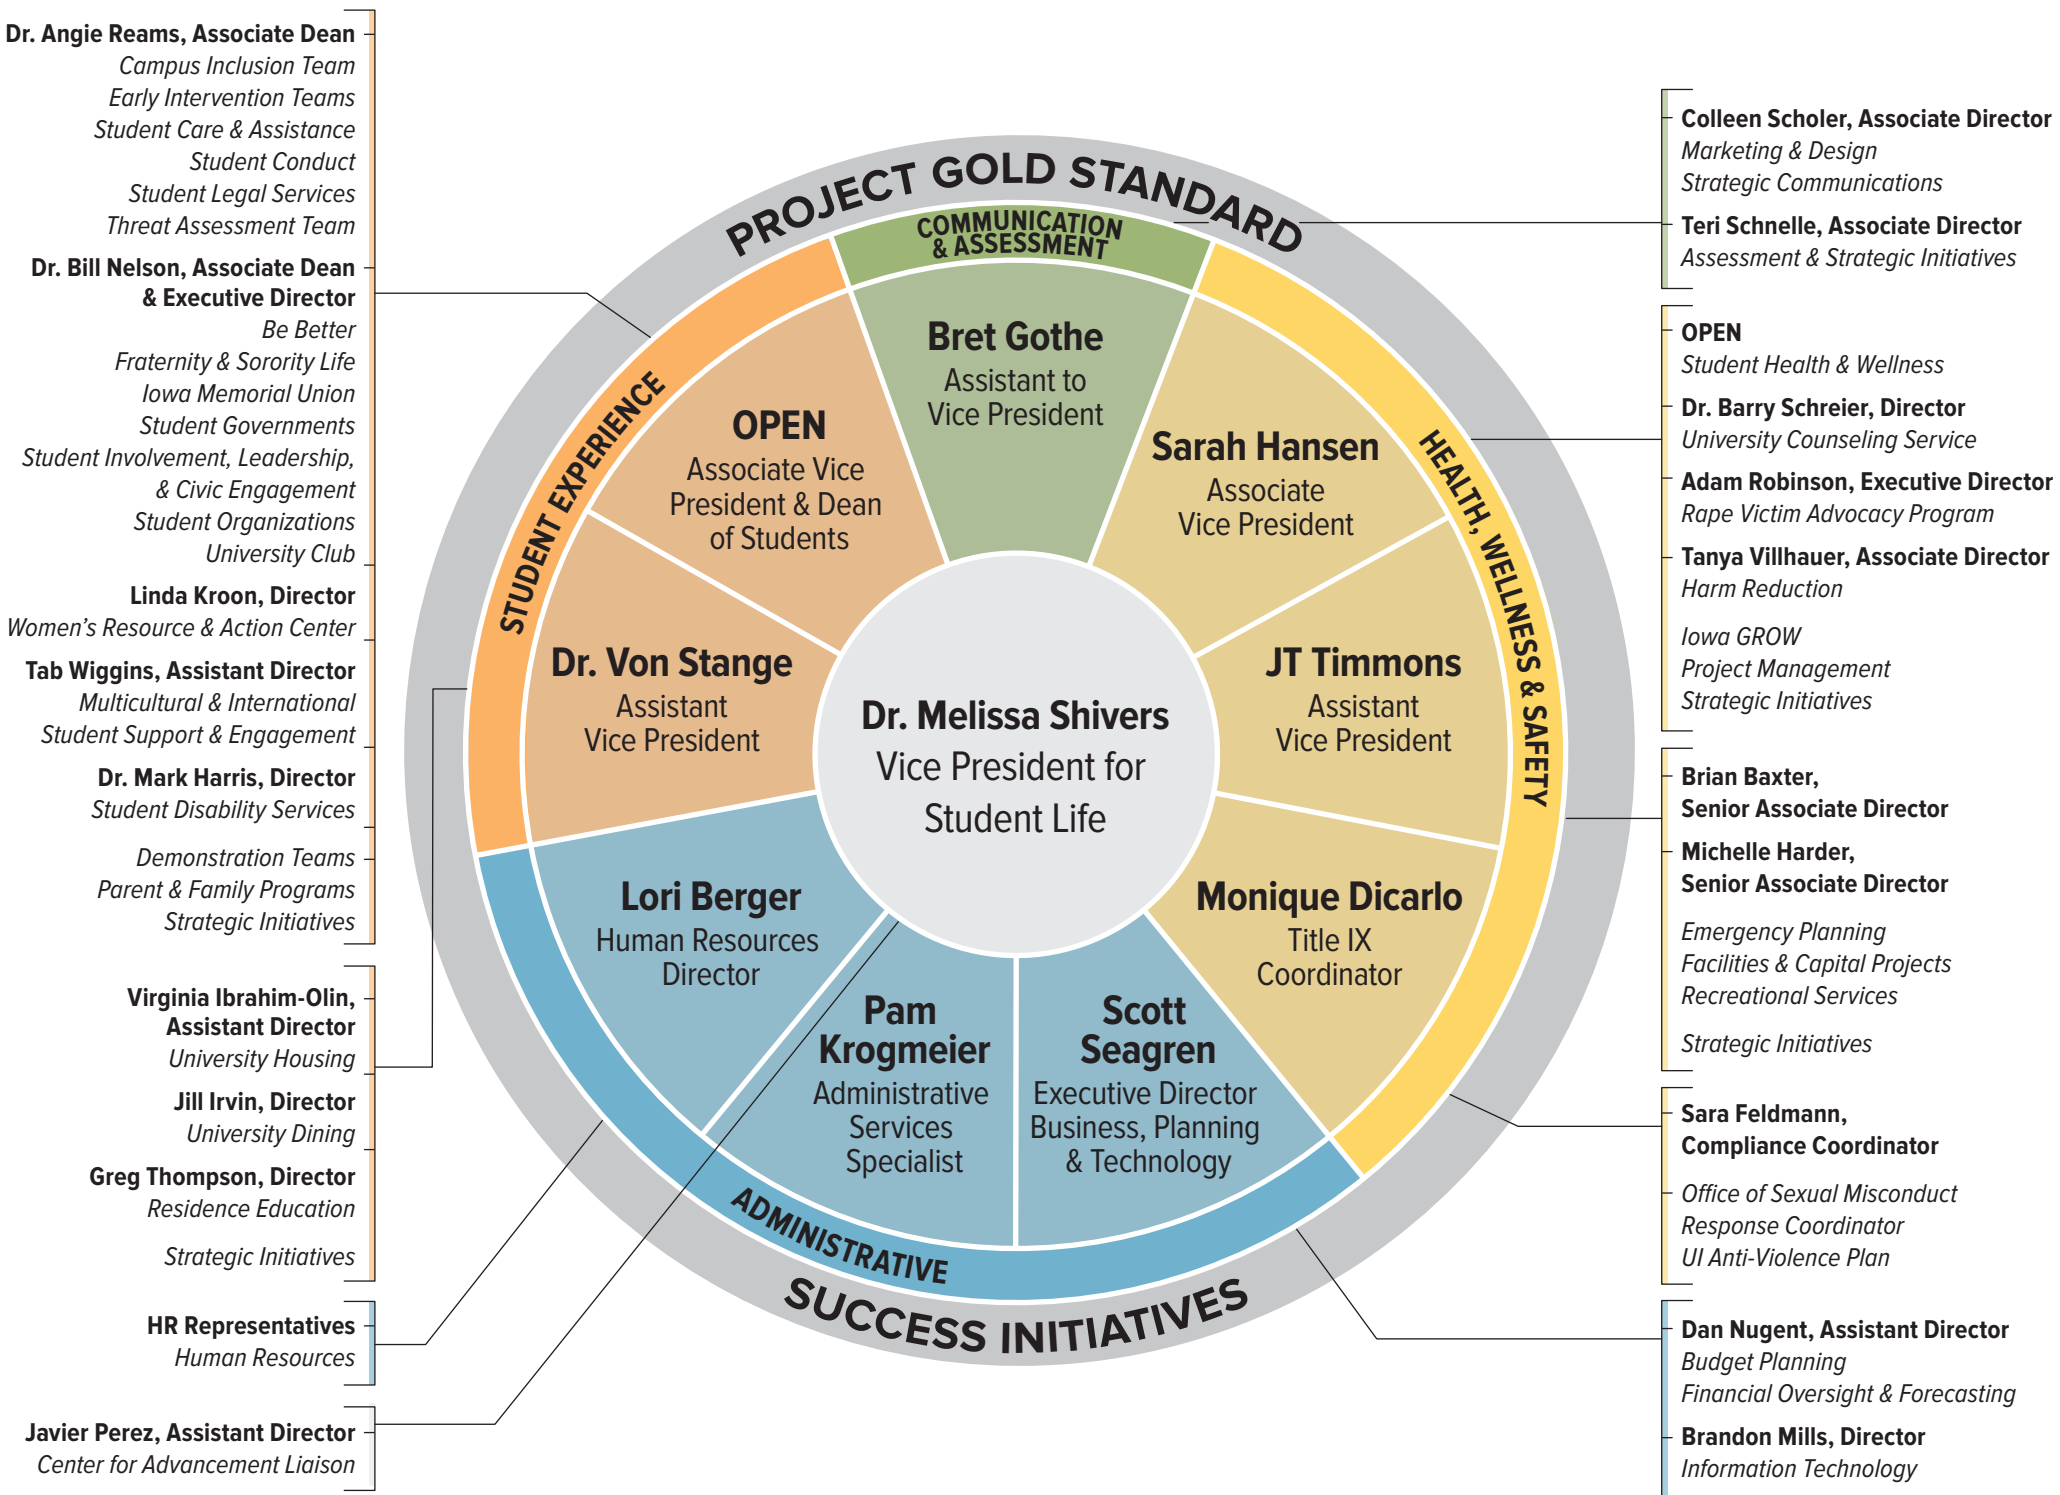 Dr. Angie Reams, Associate Dean
Campus Inclusion Team
Early Intervention Teams
Student Care & Assistance
Student Conduct
Student Legal Services
Threat Assessment Team
Dr. Bill Nelson, Associate Dean
& Executive Director
Be Better
Fraternity & Sorority Life
Iowa Memorial Union
Student Governments
Student Involvement, Leadership,
& Civic Engagement
Student Organizations
University Club
Linda Kroon, Director
Women’s Resource & Action Center
Tab Wiggins, Assistant Director
Multicultural & International
Student Support & Engagement
Dr. Mark Harris, Director
Student Disability Services
Demonstration Teams
Parent & Family Programs
Strategic Initiatives
Virginia Ibrahim-Olin,
Assistant Director
University Housing
Jill Irvin, Director
University Dining
Greg Thompson, Director
Residence Education
Strategic Initiatives
HR Representatives
Human Resources
Javier Perez, Assistant Director
Center for Advancement Liaison
PROJECT GOLD STANDARD
COMMUNICATION
& ASSESSMENT
Bret Gothe
Assistant to
Vice President
STUDENT EXPERIENCE
OPEN
Associate Vice
President & Dean
of Students
Dr. Von Stange
Assistant
Vice President
HEALTH, WELLNESS & SAFETY
Sarah Hansen
Associate
Vice President
JT Timmons
Assistant
Vice President
Monique Dicarlo
Title IX
Coordinator
Dr. Melissa Shivers
Vice President for
Student Life
Lori Berger
Human Resources
Director
Pam
Krogmeier
Administrative
Services
Specialist
Scott
Seagren
Executive Director
Business, Planning
& Technology
ADMINISTRATIVE
SUCCESS INITIATIVES
Colleen Scholer, Associate Director
Marketing & Design
Strategic Communications
Teri Schnelle, Associate Director
Assessment & Strategic Initiatives
OPEN
Student Health & Wellness
Dr. Barry Schreier, Director
University Counseling Service
Adam Robinson, Executive Director
Rape Victim Advocacy Program
Tanya Villhauer, Associate Director
Harm Reduction
Iowa GROW
Project Management
Strategic Initiatives
Brian Baxter,
Senior Associate Director
Michelle Harder,
Senior Associate Director
Emergency Planning
Facilities & Capital Projects
Recreational Services
Strategic Initiatives
Sara Feldmann,
Compliance Coordinator
Office of Sexual Misconduct
Response Coordinator
UI Anti-Violence Plan
Dan Nugent, Assistant Director
Budget Planning
Financial Oversight & Forecasting
Brandon Mills, Director
Information Technology